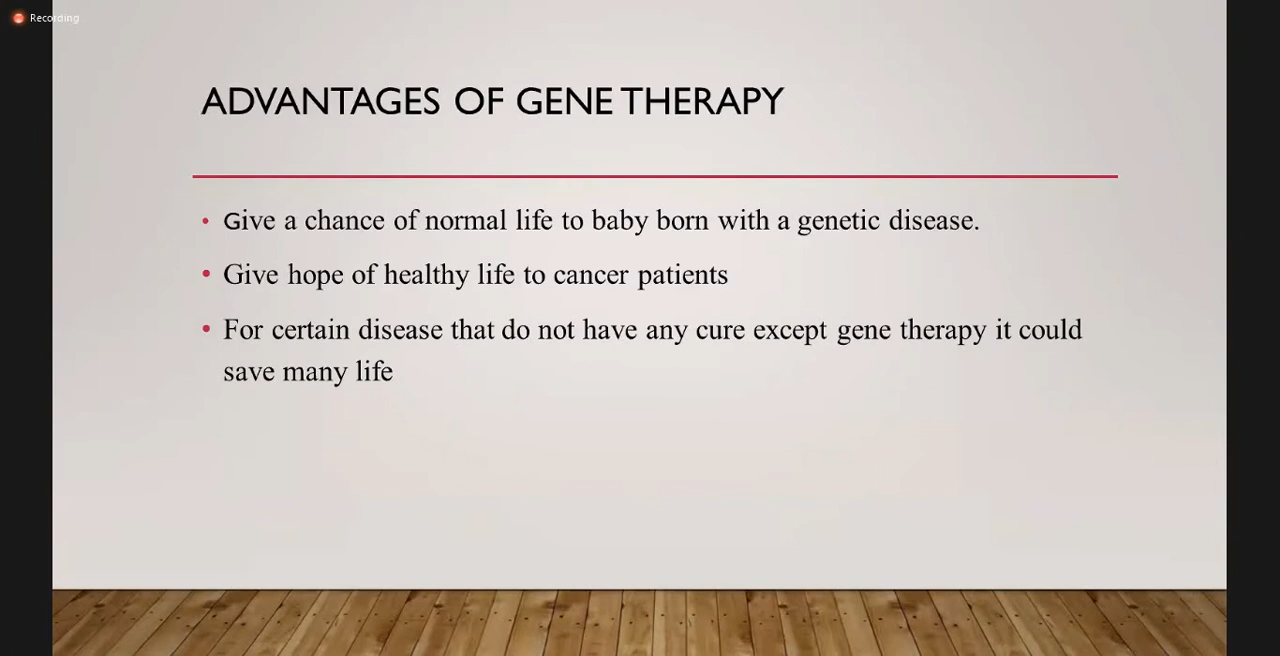 Recording
ADVANTAGES OF GENE THERAPY
• Give a chance of normal life to baby born with a genetic disease.
• Give hope of healthy life to cancer patients
• For certain disease that do not have any cure except gene therapy it could
save many life